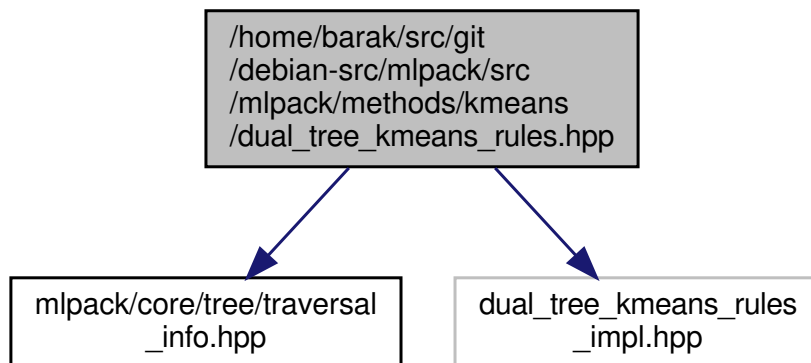 /home/barak/src/git
/debian-src/mlpack/src
/mlpack/methods/kmeans
/dual_tree_kmeans_rules.hpp
mlpack/core/tree/traversal
_info.hpp
dual_tree_kmeans_rules
_impl.hpp